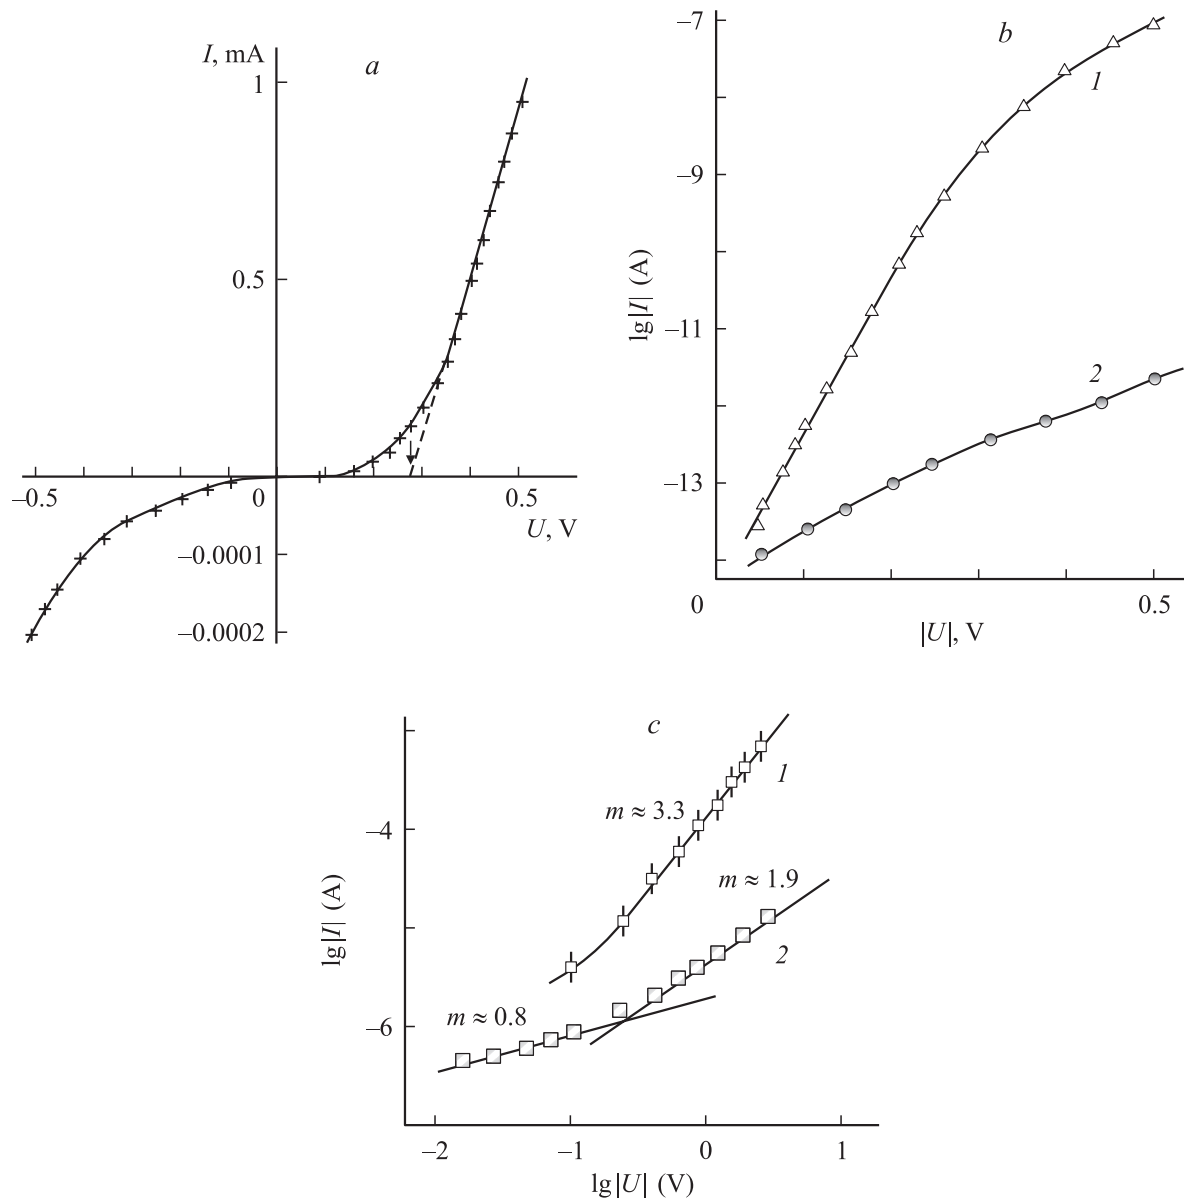 I, mA
a
1
0.5
–0.5
0
0.5
U, V
–0.0001
–0.0002
–7
b
1
–9
lg|I| (A)
–11
2
–13
0
0.5
|U|, V
c
1
m ≈ 3.3
–4
m ≈ 1.9
lg|I| (A)
2
m ≈ 0.8
–6
–2
–1
0
1
lg|U| (V)